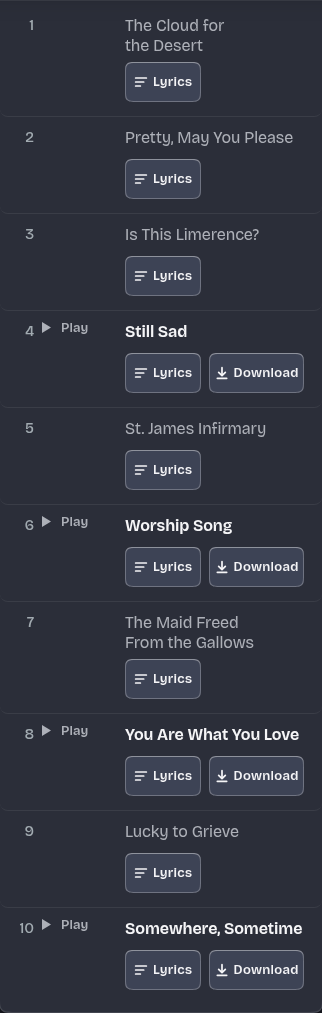 1
The Cloud for
the Desert
Lyrics
2
Pretty, May You Please
Lyrics
3
Is This Limerence?
Lyrics
4 Play
Still Sad
Lyrics Download
5
St. James Infirmary
Lyrics
6 Play
Worship Song
Lyrics Download
7
The Maid Freed
From the Gallows
Lyrics
8 Play
You Are What You Love
Lyrics Download
9
Lucky to Grieve
Lyrics
10 Play
Somewhere, Sometime
Lyrics Download